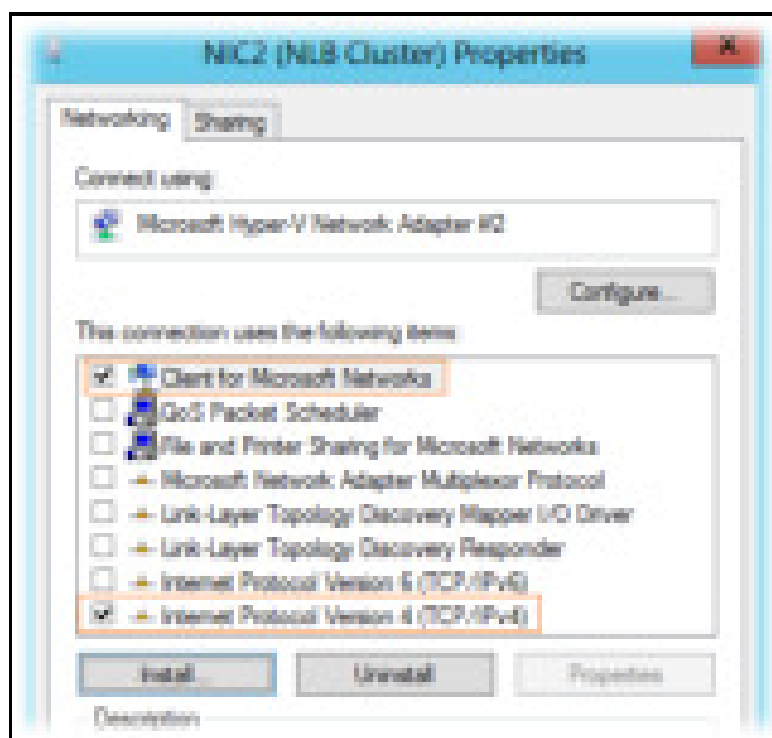 NIC2 (NLB Cluster) Properties
Networking
Sharing
Connect using:
Microsoft Hyper-V Network Adapter #2
Configure...
This connection uses the following items:
Client for Microsoft Networks
QoS Packet Scheduler
File and Printer Sharing for Microsoft Networks
Microsoft Network Adapter Multiplexor Protocol
Link-Layer Topology Discovery Mapper I/O Driver
Link-Layer Topology Discovery Responder
Internet Protocol Version 6 (TCP/IPv6)
Internet Protocol Version 4 (TCP/IPv4)
Install...
Uninstall
Properties
Description